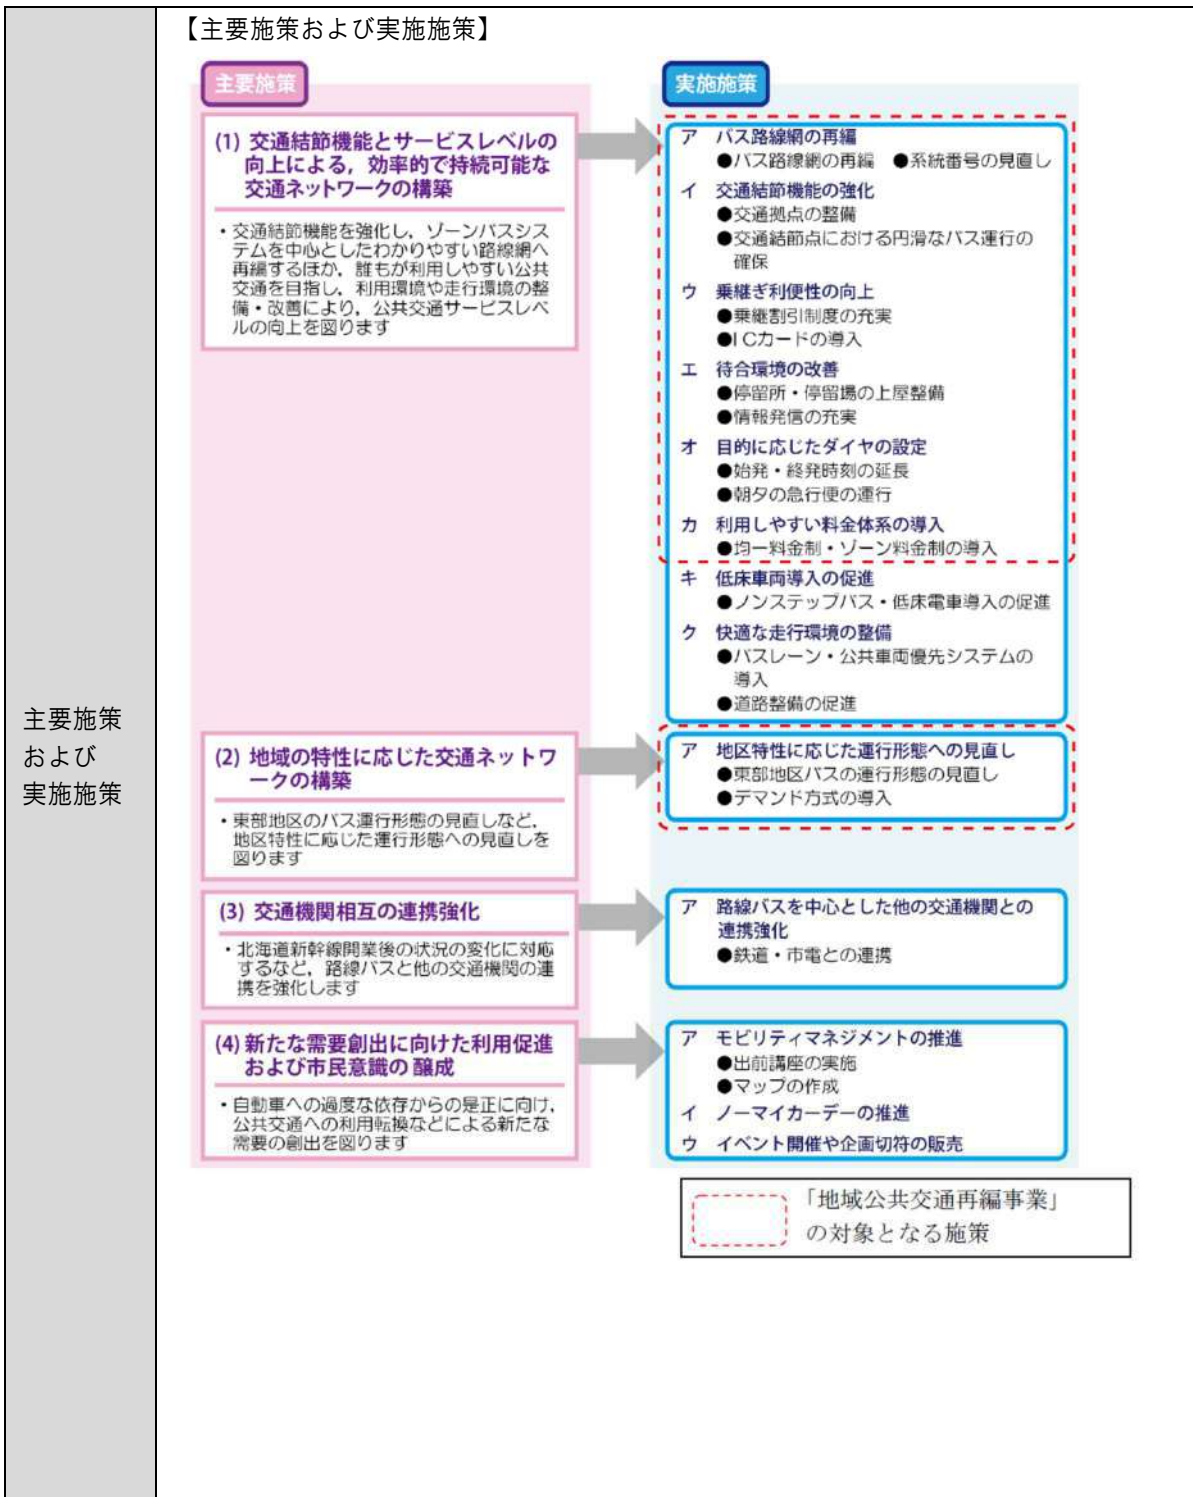 主要施策
および
実施施策
【主要施策および実施施策】
主要施策
(1) 交通結節機能とサービスレベルの
向上による，効率的で持続可能な
交通ネットワークの構築
・交通結節機能を強化し，ゾーンバスシス
テムを中心としたわかりやすい路線網へ
再編するほか，誰もが利用しやすい公共
交通を目指し，利用環境や走行環境の整
備・改善により，公共交通サービスレベ
ルの向上を図ります
実施施策
ア バス路線網の再編
●バス路線網の再編 ●系統番号の見直し
イ 交通結節機能の強化
●交通拠点の整備
●交通結節点における円滑なバス運行の
確保
ウ 乗継ぎ利便性の向上
●乗継割引制度の充実
●ICカードの導入
エ 待合環境の改善
●停留所・停留場の上屋整備
●情報発信の充実
オ 目的に応じたダイヤの設定
●始発・終発時刻の延長
●朝夕の急行便の運行
カ 利用しやすい料金体系の導入
●均一料金制・ゾーン料金制の導入
キ 低床車両導入の促進
●ノンステップバス・低床電車導入の促進
ク 快適な走行環境の整備
●バスレーン・公共車両優先システムの
導入
●道路整備の促進
(2) 地域の特性に応じた交通ネットワ
ークの構築
・東部地区のバス運行形態の見直しなど，
地区特性に応じた運行形態への見直しを
図ります
ア 地区特性に応じた運行形態への見直し
●東部地区バスの運行形態の見直し
●デマンド方式の導入
(3) 交通機関相互の連携強化
・北海道新幹線開業後の状況の変化に対応
するなど，路線バスと他の交通機関の連
携を強化します
ア 路線バスを中心とした他の交通機関との
連携強化
●鉄道・市電との連携
(4) 新たな需要創出に向けた利用促進
および市民意識の 醸成
・自動車への過度な依存からの是正に向け，
公共交通への利用転換などによる新たな
需要の創出を図ります
ア モビリティマネジメントの推進
●出前講座の実施
●マップの作成
イ ノーマイカーデーの推進
ウ イベント開催や企画切符の販売
「地域公共交通再編事業」
の対象となる施策